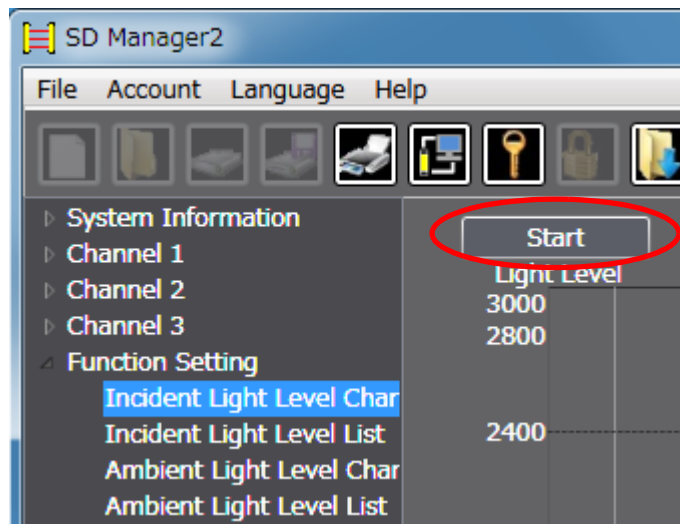 SD Manager2
File Account Language Help
System Information
Channel 1
Channel 2
Channel 3
Function Setting
Incident Light Level Char
Incident Light Level List
Ambient Light Level Char
Ambient Light Level List
Start
Light Level
3000
2800
2400